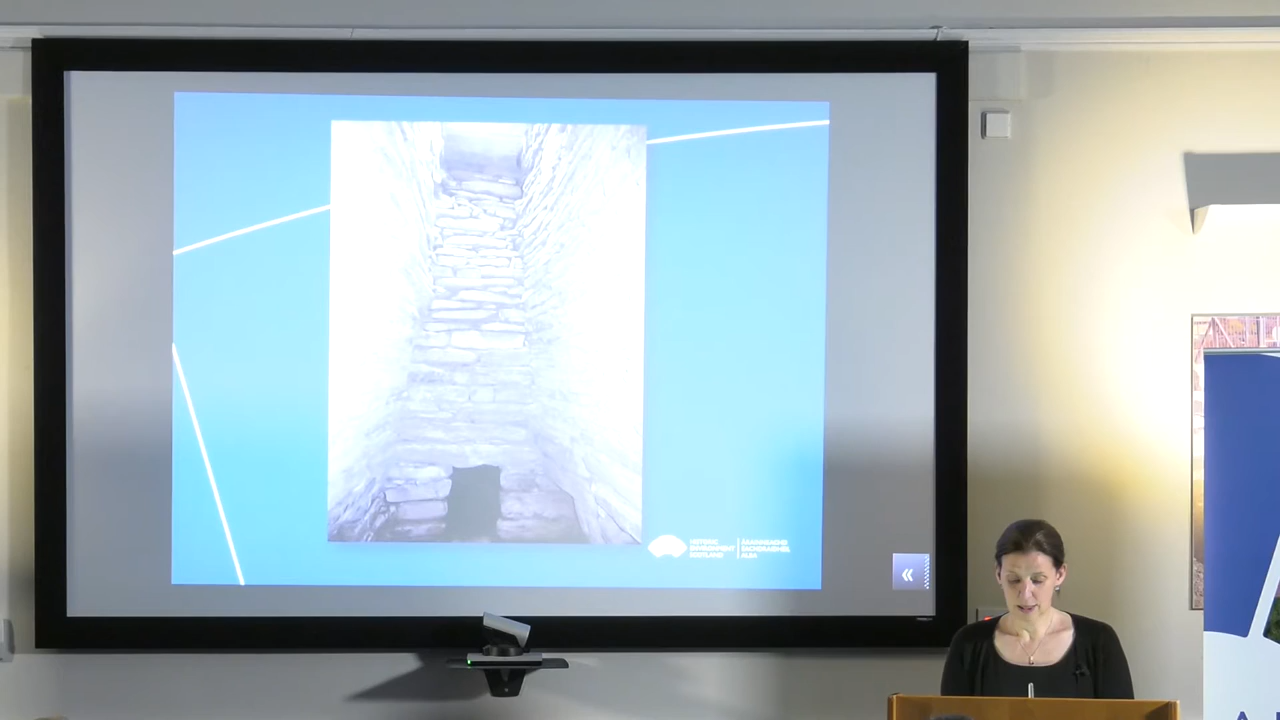 HISTORIC
ENVIRONMENT
SCOTLAND
ÀRAINNEACHD
EACHDRAIDHEIL
ALBA
«